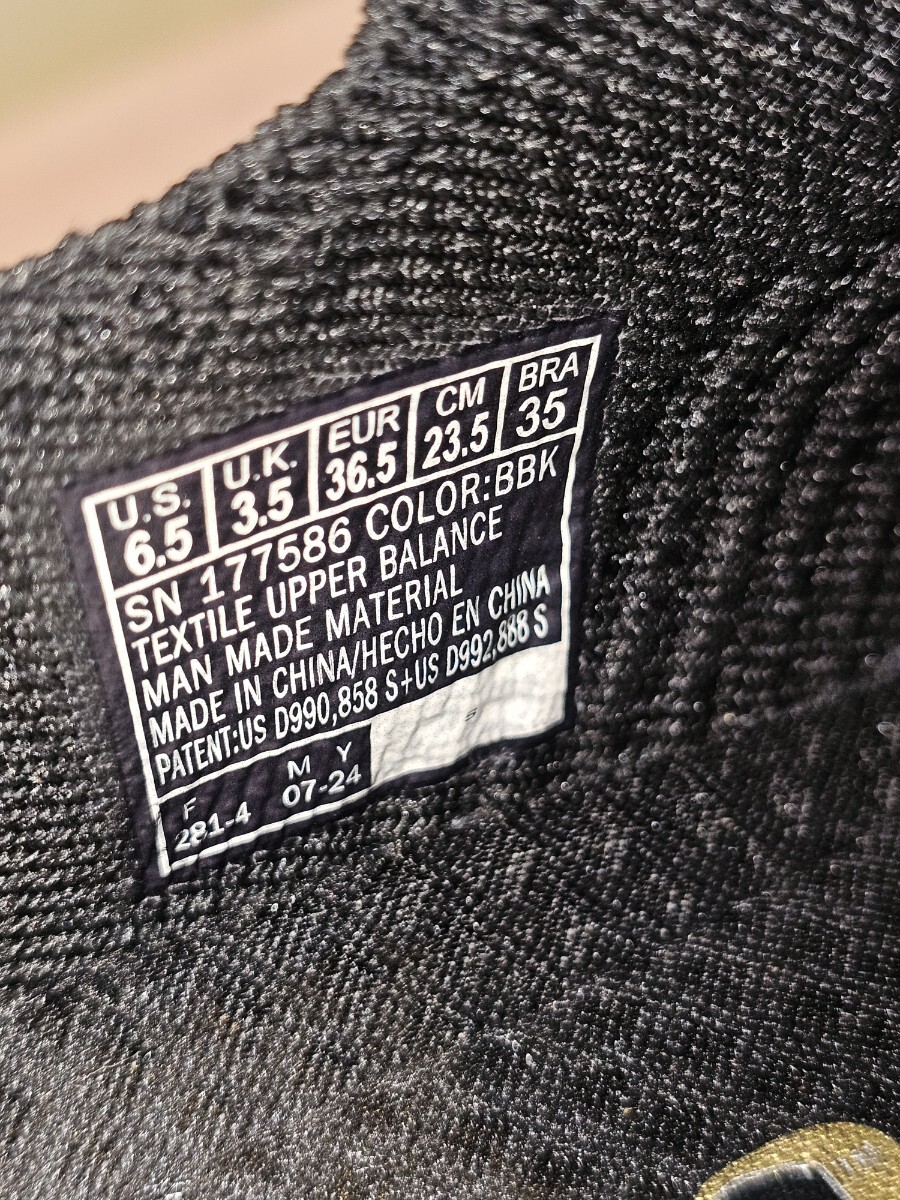 U.S. U.K. EUR CM BRA
6.5 3.5 36.5 23.5 35
SN 177586 COLOR:BBK
TEXTILE UPPER BALANCE
MAN MADE MATERIAL
MADE IN CHINA/HECHO EN CHINA
PATENT:US D990,858 S+US D992,888 S
F M Y
281-4 07-24